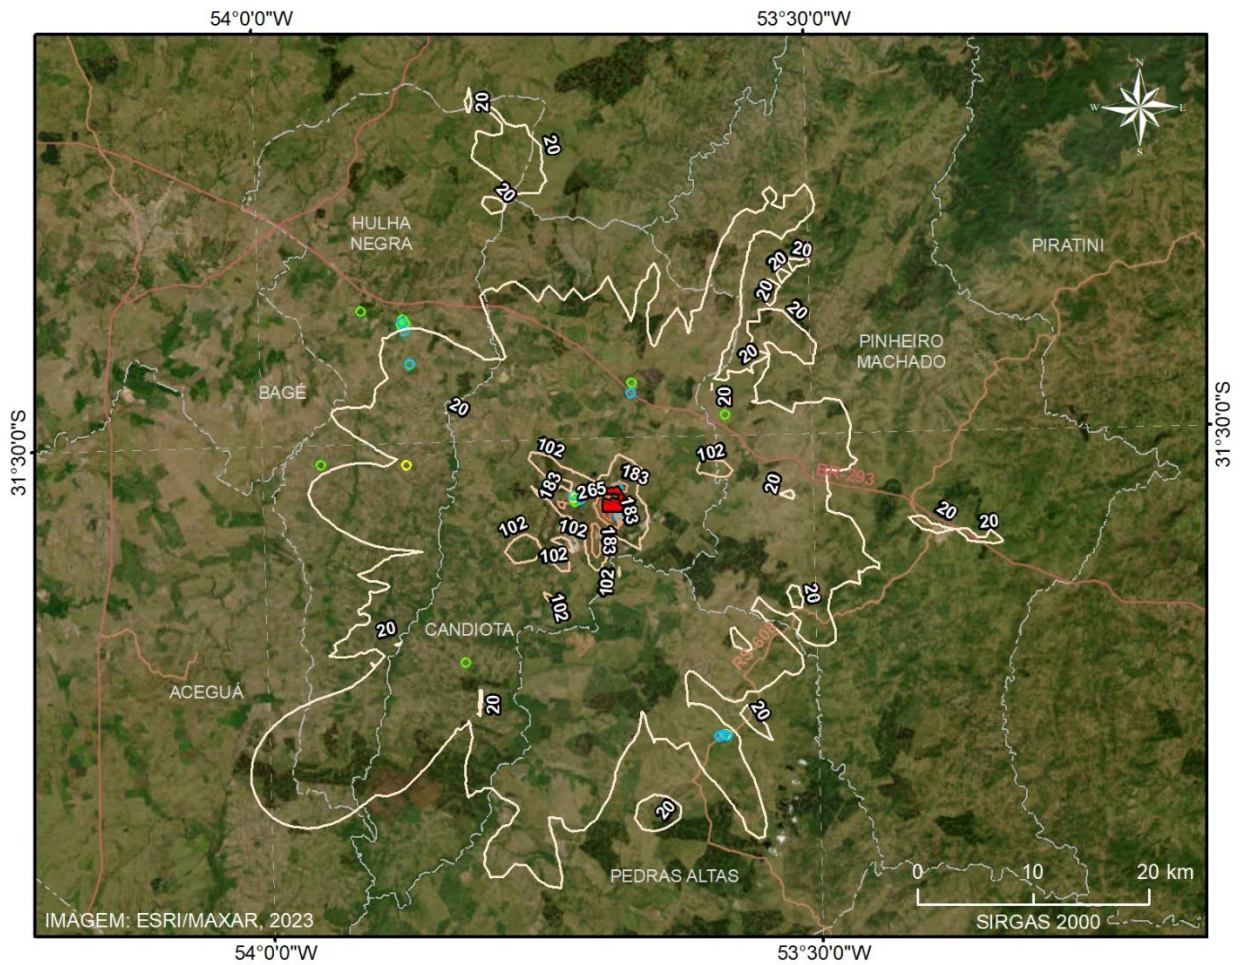 54°0'0"W
53°30'0"W
20
20
20
N
W
E
S
HULHA
NEGRA
PIRATINI
20
20
20
20
20
PINHEIRO
MACHADO
BAGÉ
20
20
31°30'0"S
31°30'0"S
102
102
183
BR-293
183
265
20
183
20
20
102
102
183
102
102
102
20
20
CANDIOTA
ACEGUÁ
20
20
20
PEDRAS ALTAS
0
10
20 km
IMAGEM: ESRI/MAXAR, 2023
SIRGAS 2000
54°0'0"W
53°30'0"W